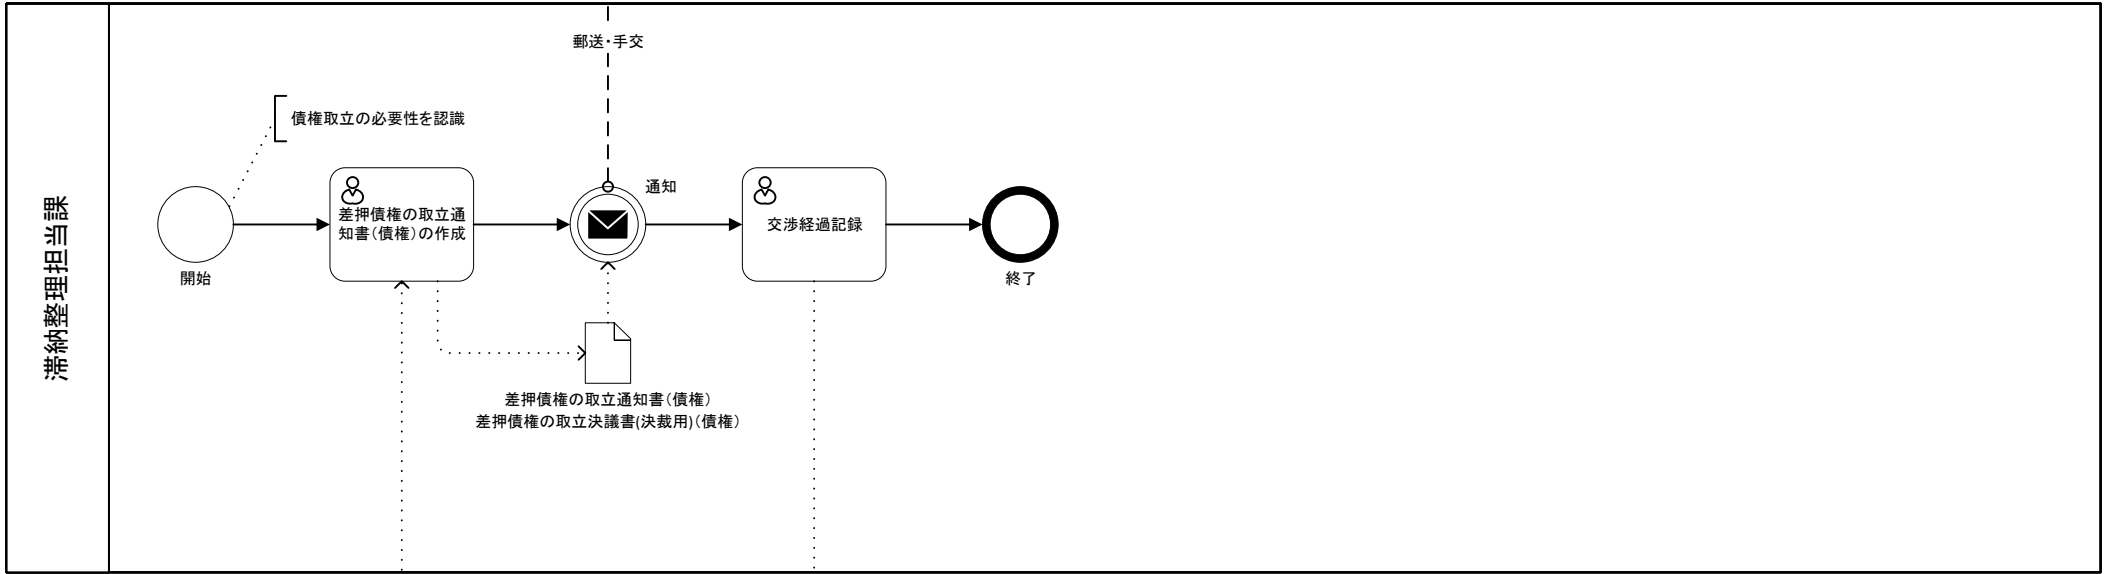 滞納整理担当課
郵送・手交
債権取立の必要性を認識
通知
差押債権の取立通
知書（債権）の作成
交渉経過記録
開始
終了
差押債権の取立通知書（債権）
差押債権の取立決議書(決裁用)（債権）